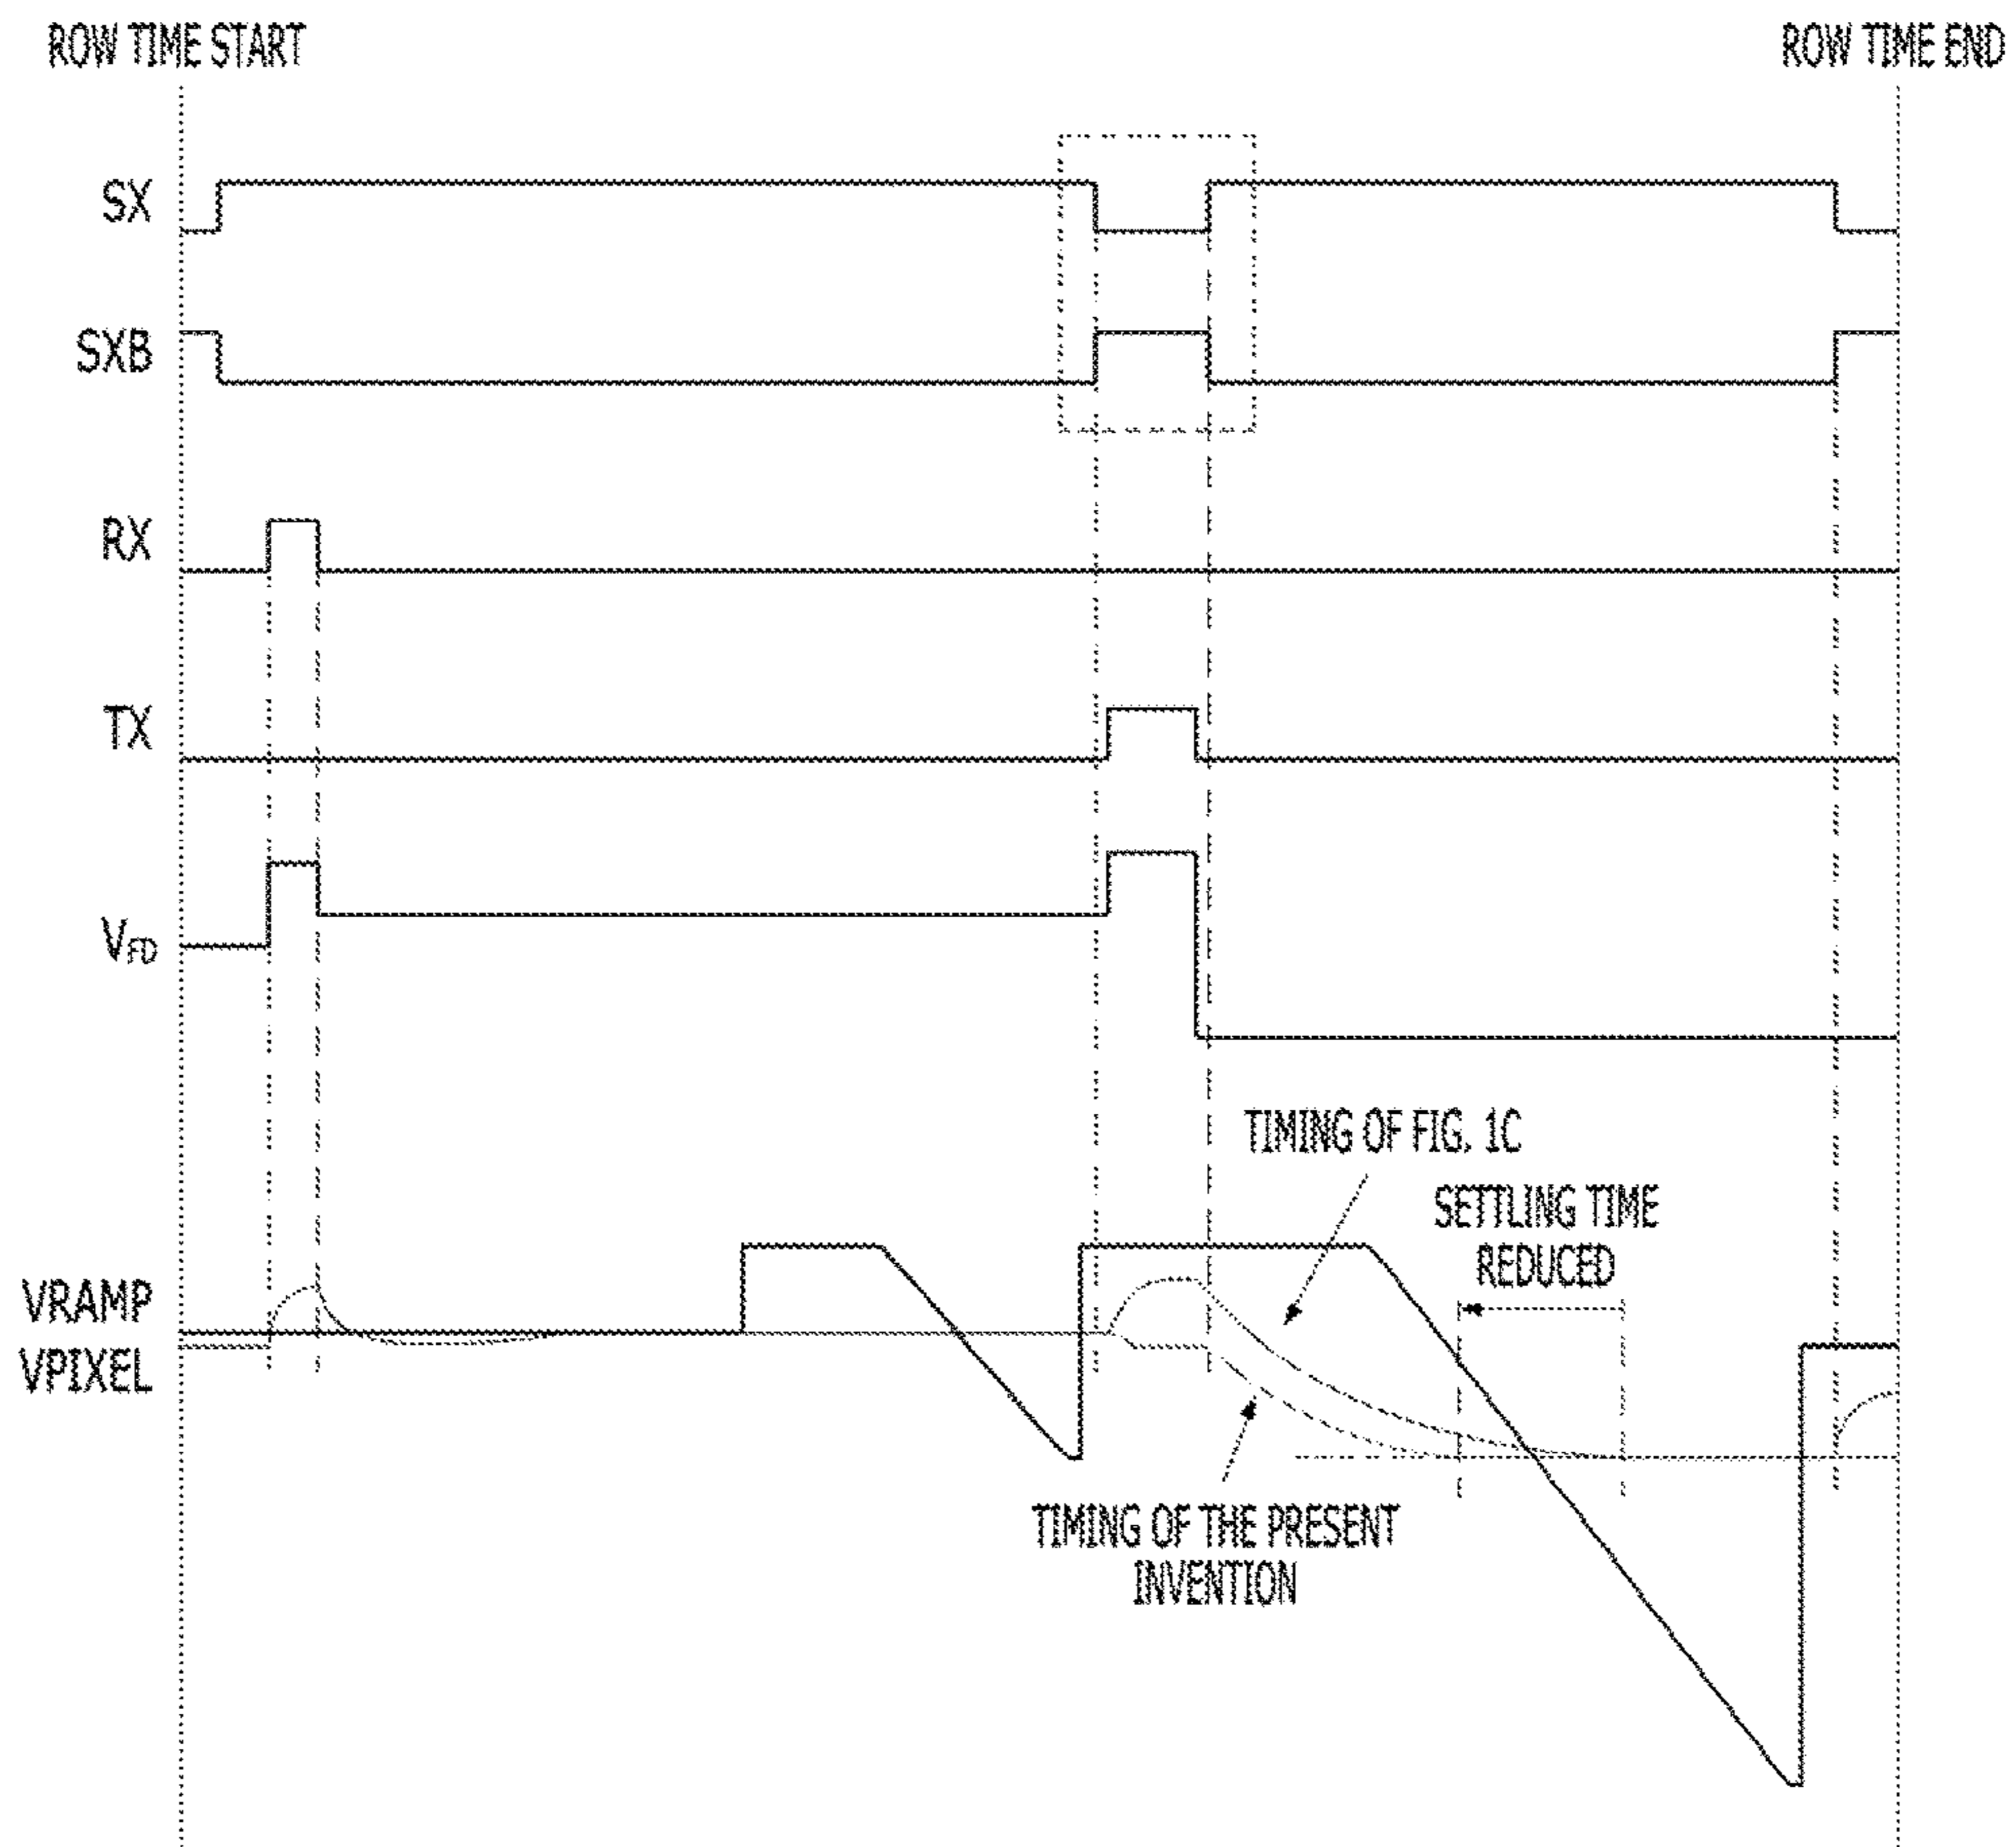 ROW TIME START
ROW TIME END
SX
SXB
RX
TX
VFD
TIMING OF FIG. 1C
SETTLING TIME
REDUCED
VRAMP
VPIXEL
TIMING OF THE PRESENT
INVENTION